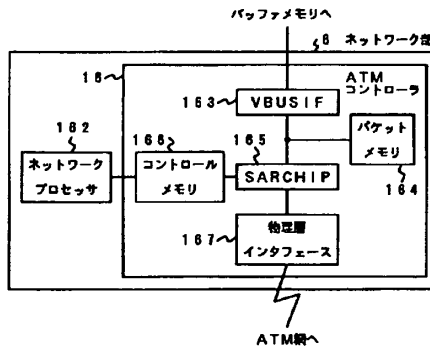 バッファメモリへ
6 ネットワーク部
16
ATM
コントローラ
163
VBUSIF
162
166
165
パケット
メモリ
164
ネットワーク
プロセッサ
コントロール
メモリ
SARCHIP
167
物理層
インタフェース
ATM網へ